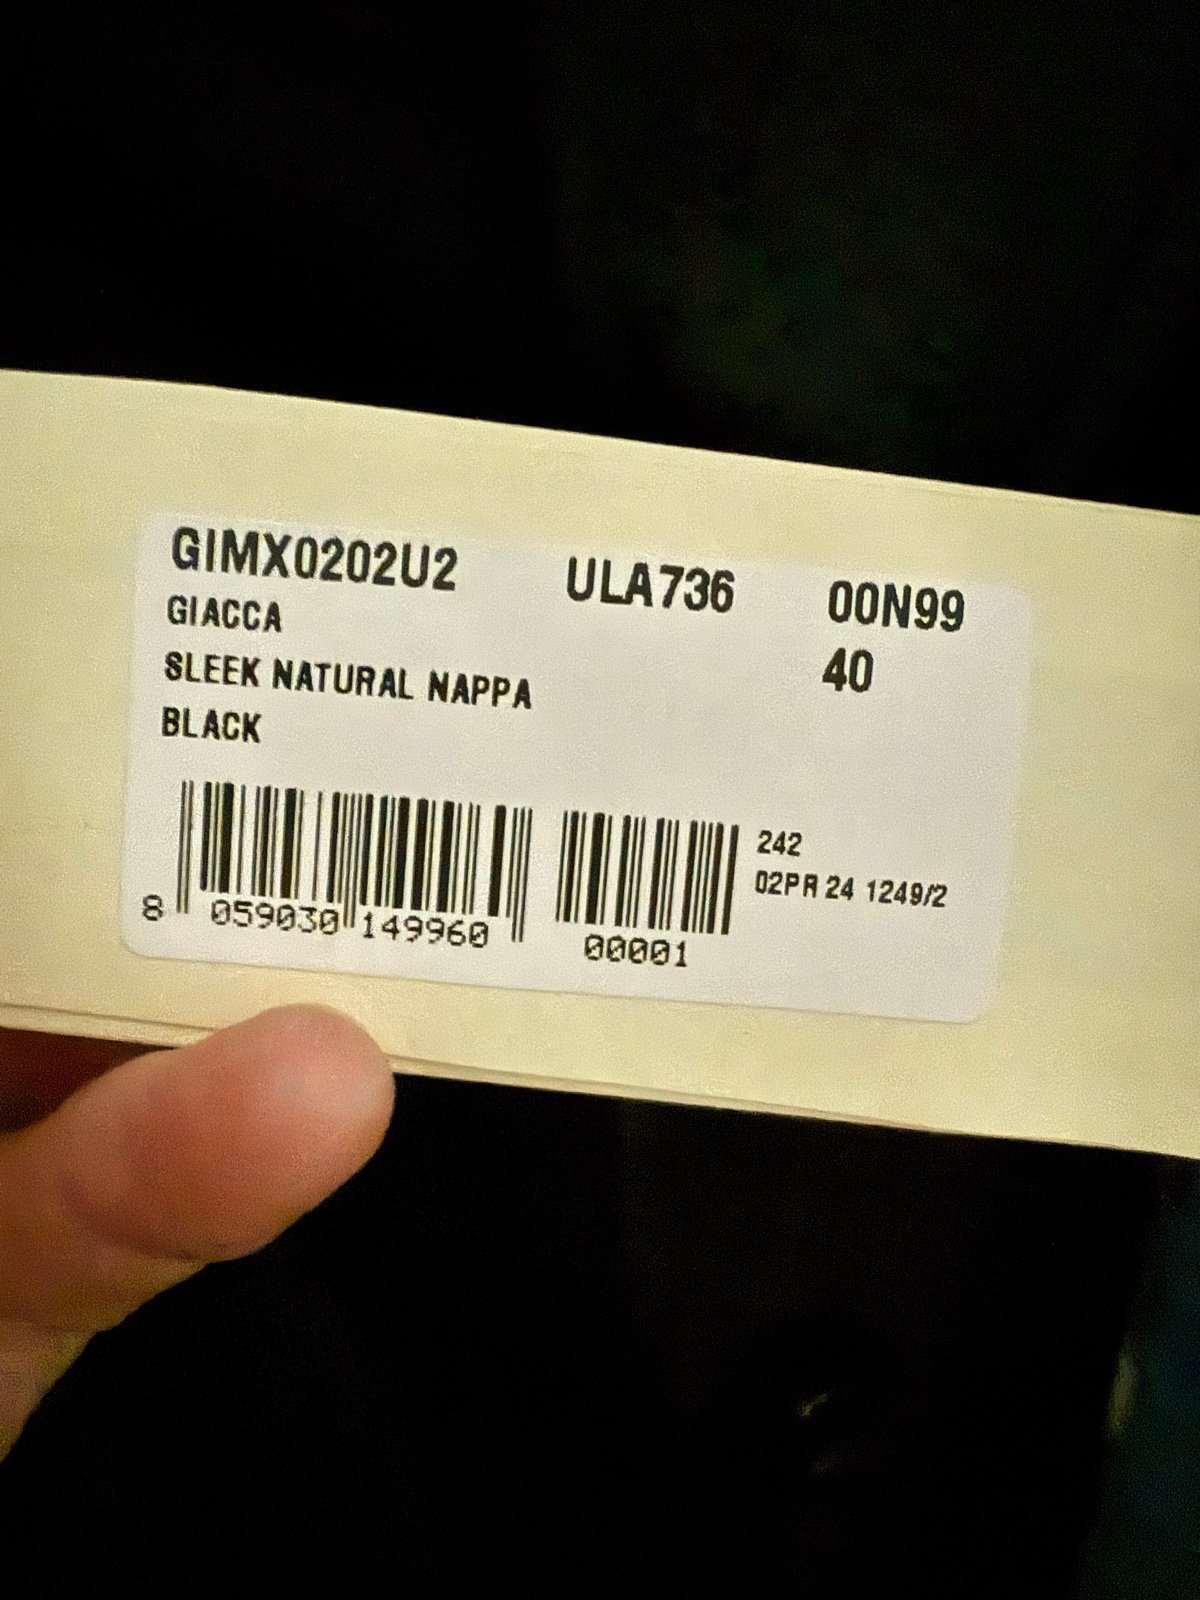 GIMX0202U2 ULA736 00N99
GIACCA 40
SLEEK NATURAL NAPPA
BLACK
242
02PR 24 1249/2
8 059030 149960 00001